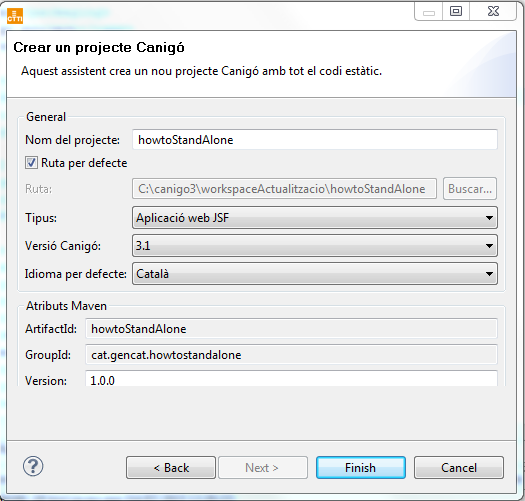 CTTI
Crear un projecte Canigó
Aquest assistent crea un nou projecte Canigó amb tot el codi estàtic.
General
Nom del projecte: howtoStandAlone
Ruta per defecte
Ruta: C:\canigo3\workspaceActualitzacio\howtoStandAlone Buscar...
Tipus: Aplicació web JSF
Versió Canigó: 3.1
Idioma per defecte: Català
Atributs Maven
ArtifactId: howtoStandAlone
GroupId: cat.gencat.howtostandalone
Version: 1.0.0
? < Back Next > Finish Cancel